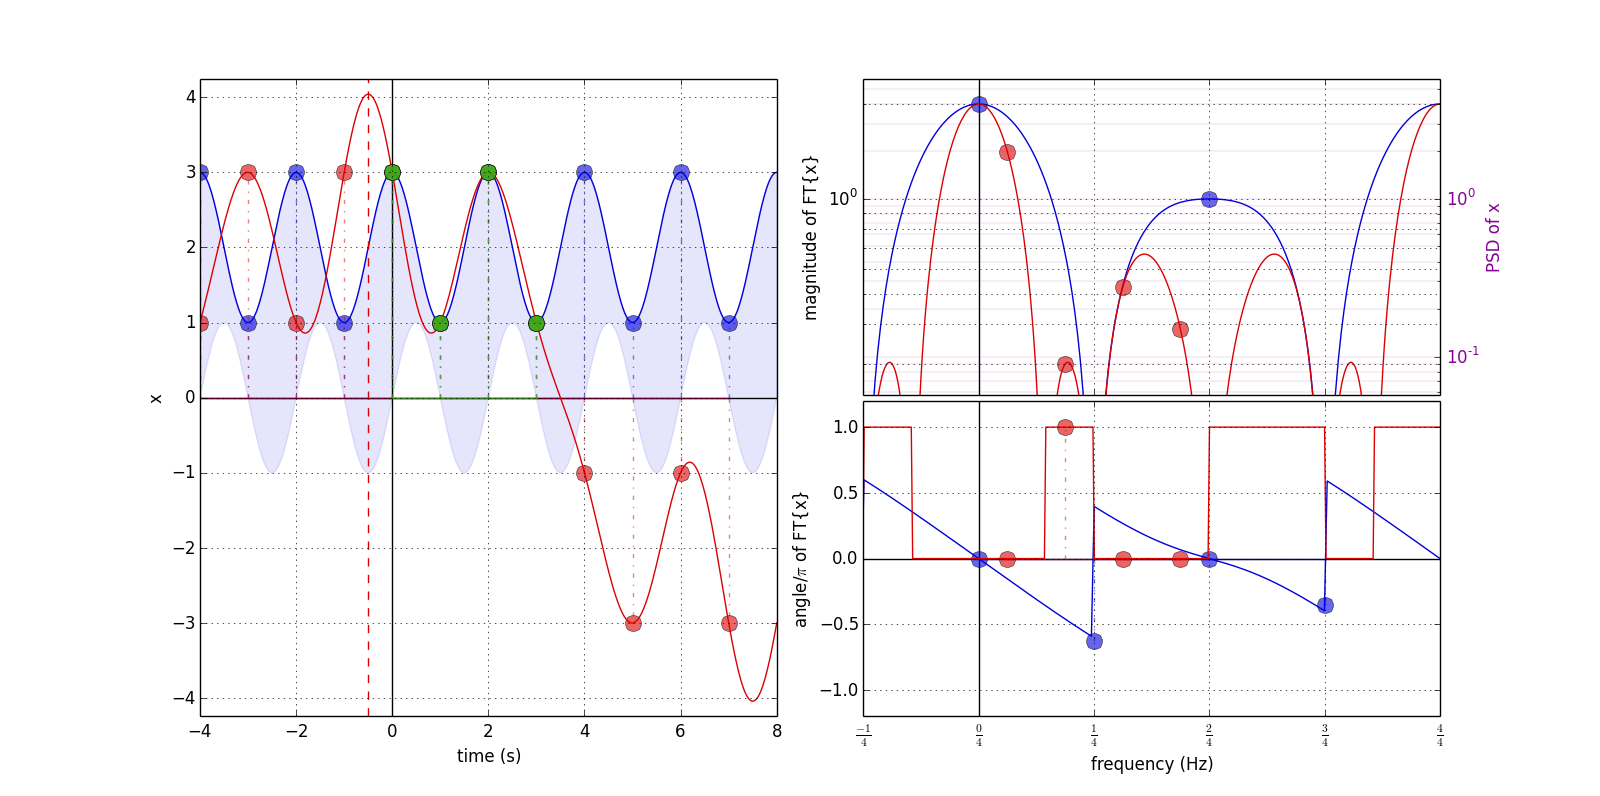 4
3
2
1
0
−1
−2
−3
−4
x
−4 −2 0 2 4 6 8
time (s)
10⁰
magnitude of FT{x}
10⁰
10⁻¹
PSD of x
1.0
0.5
0.0
−0.5
−1.0
angle/π of FT{x}
−1/4 0/4 1/4 2/4 3/4 4/4
frequency (Hz)